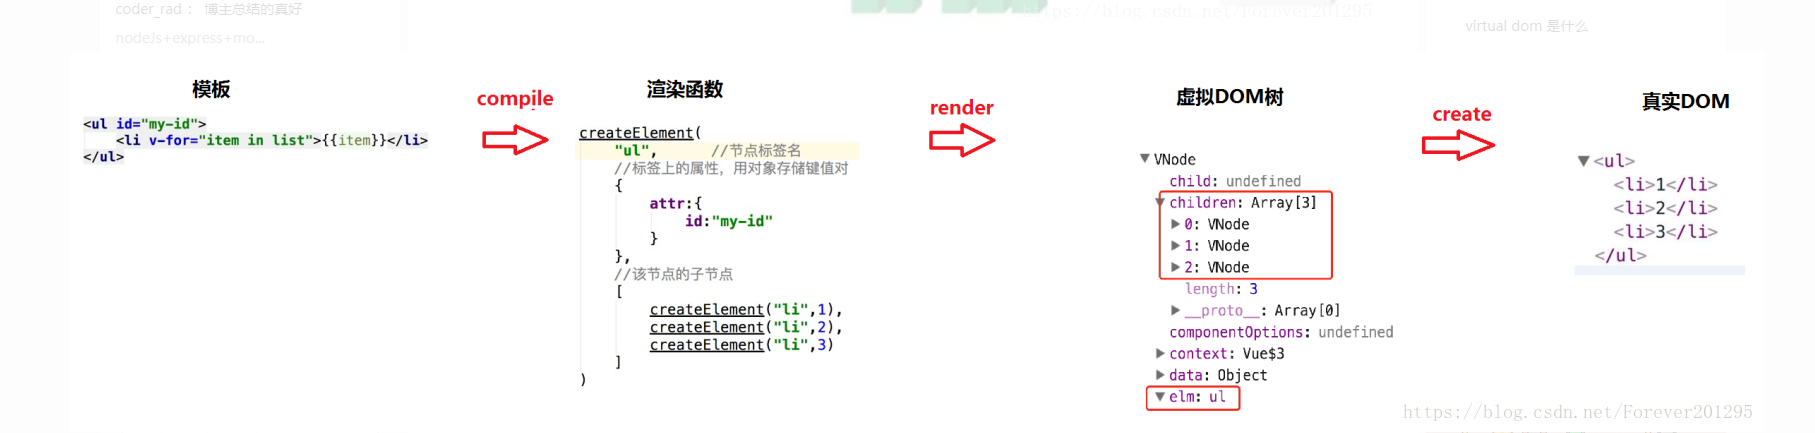 coder_rad： 博主总结的真好
nodeJs+express+mo...
https://blog.csdn.net/Forever201295
virtual dom 是什么
模板
<ul id="my-id">
<li v-for="item in list">{{item}}</li>
</ul>
compile
渲染函数
createElement(
"ul", //节点标签名
//标签上的属性，用对象存储键值对
{
attr:{
id:"my-id"
}
},
//该节点的子节点
[
createElement("li",1),
createElement("li",2),
createElement("li",3)
]
)
render
虚拟DOM树
▼VNode
child: undefined
▼children: Array[3]
▶0: VNode
▶1: VNode
▶2: VNode
length: 3
▶__proto__: Array[0]
componentOptions: undefined
▶context: Vue$3
▶data: Object
▼elm: ul
create
真实DOM
▼<ul>
<li>1</li>
<li>2</li>
<li>3</li>
</ul>
https://blog.csdn.net/Forever201295